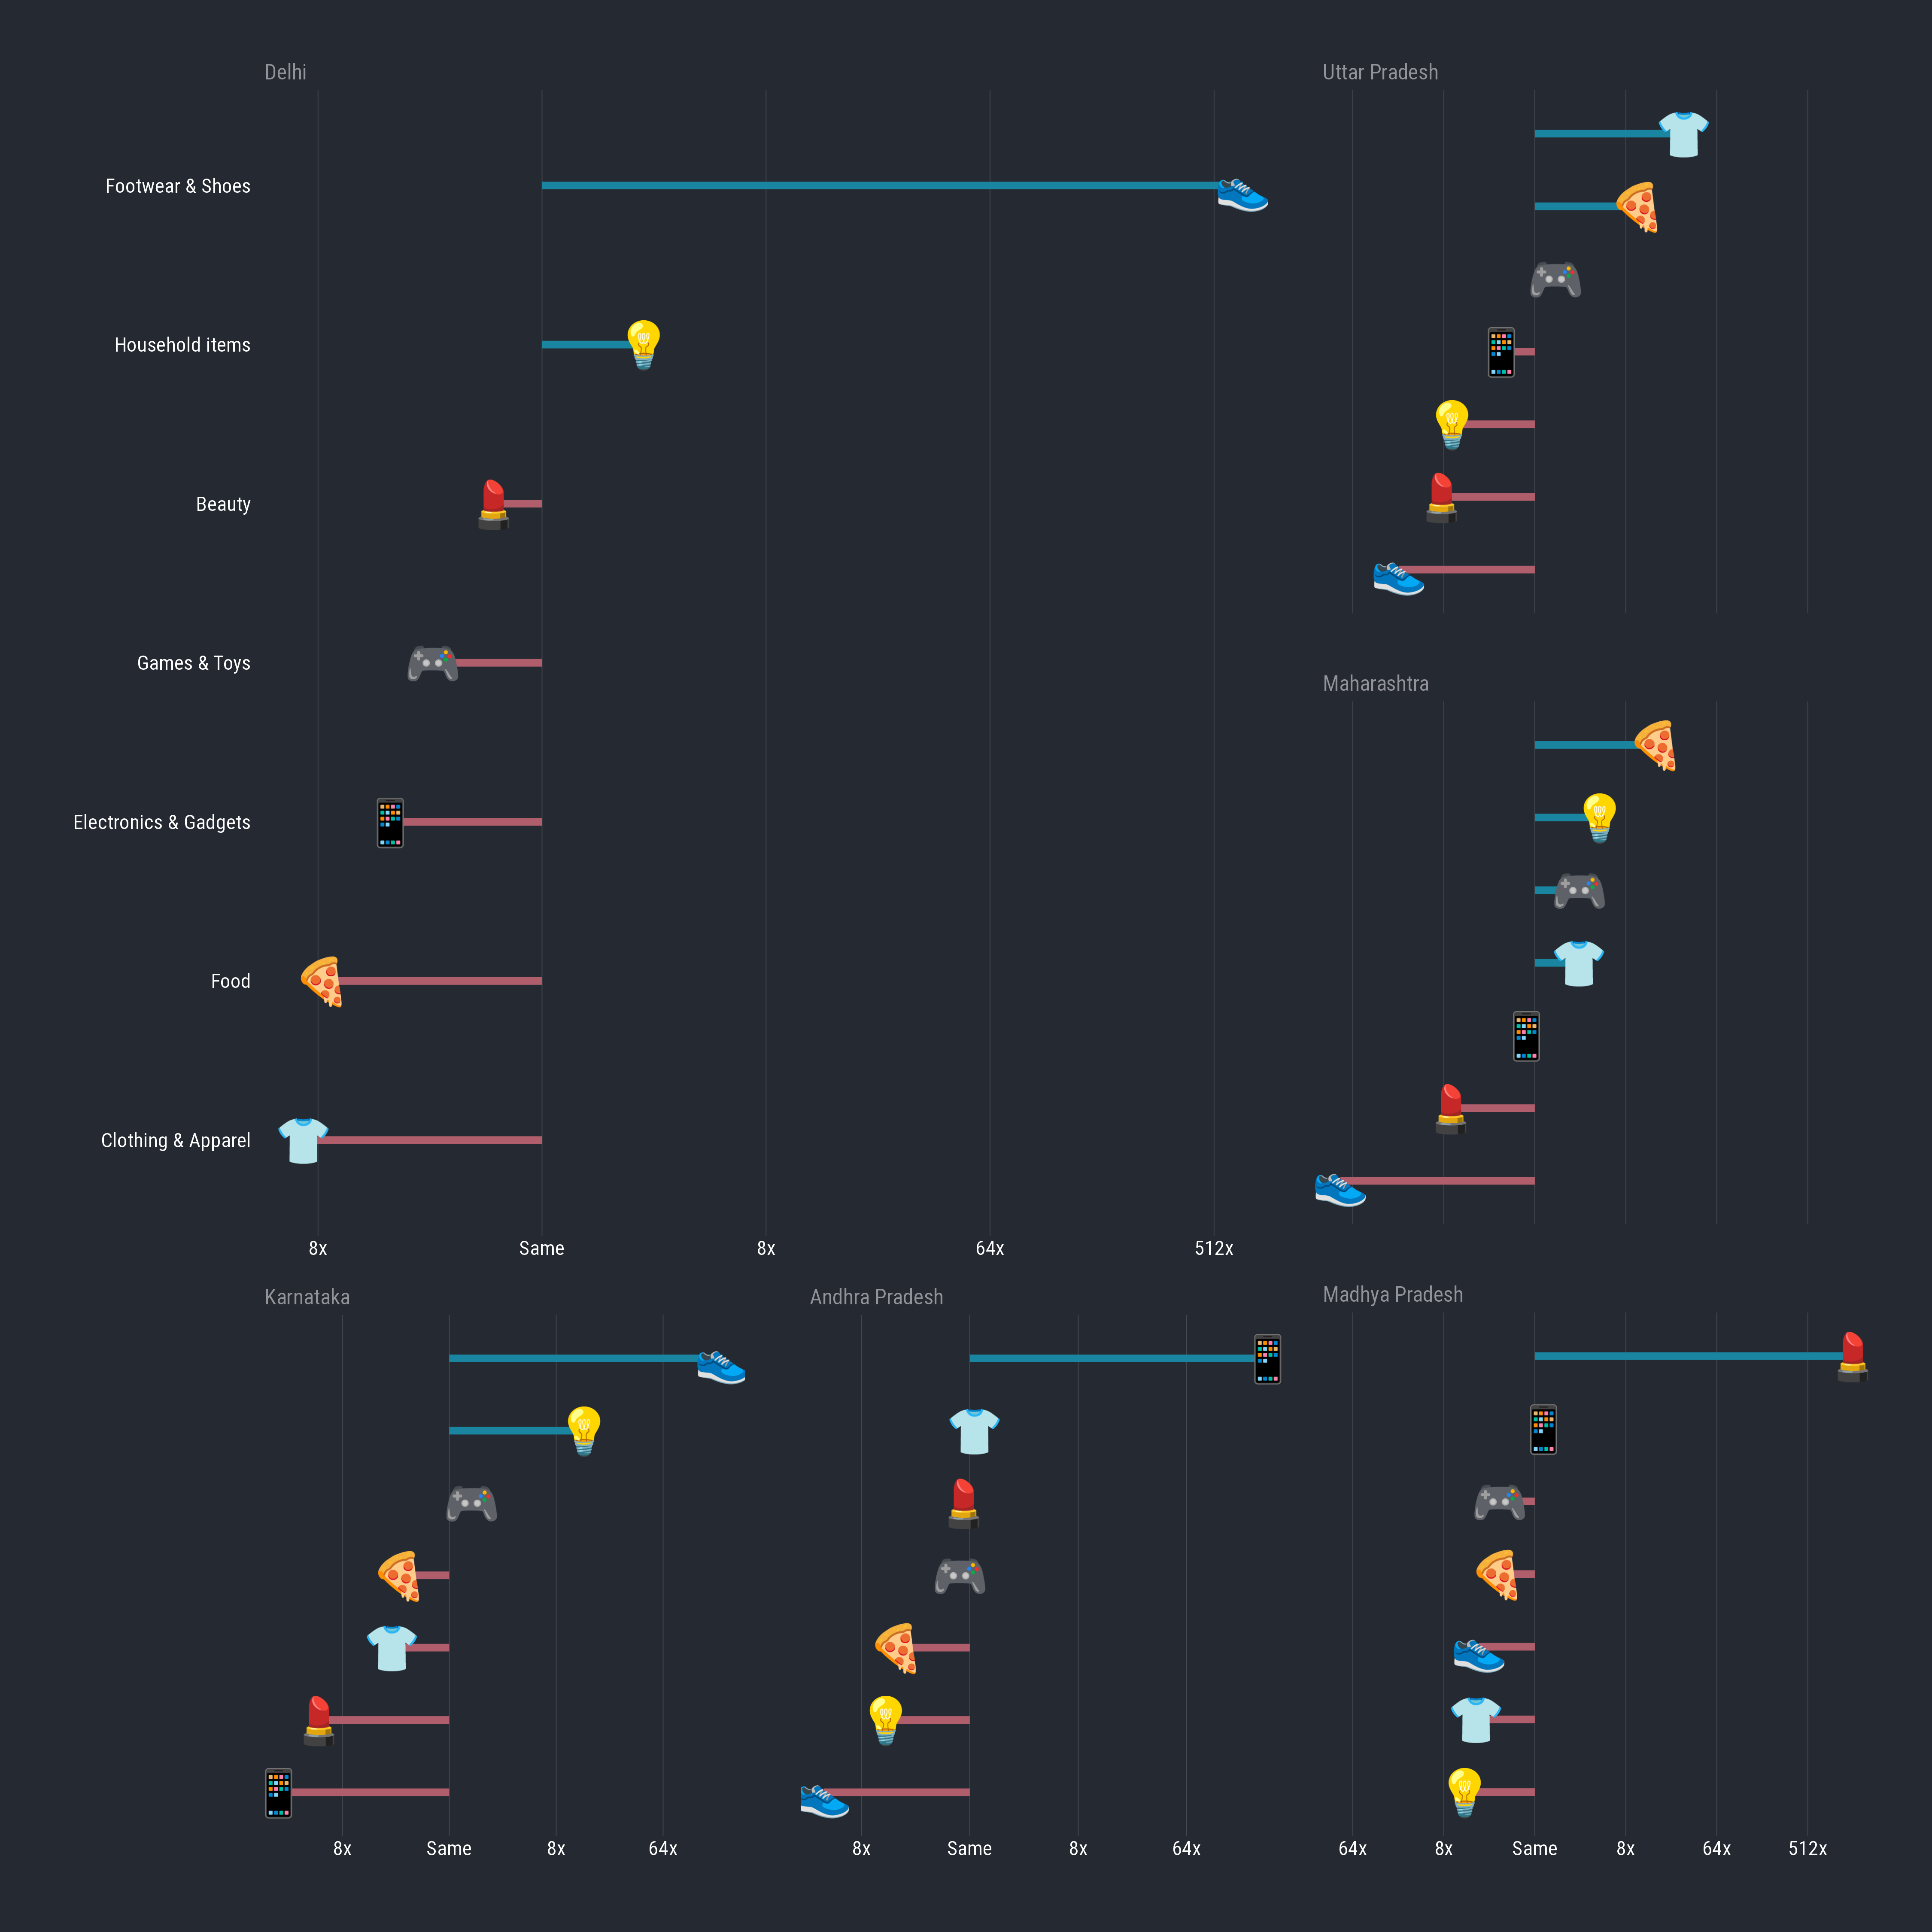 Delhi
Footwear & Shoes
Household items
Beauty
Games & Toys
Electronics & Gadgets
Food
Clothing & Apparel
8x Same 8x 64x 512x
Uttar Pradesh
Maharashtra
Karnataka
8x Same 8x 64x
Andhra Pradesh
8x Same 8x 64x
Madhya Pradesh
64x 8x Same 8x 64x 512x